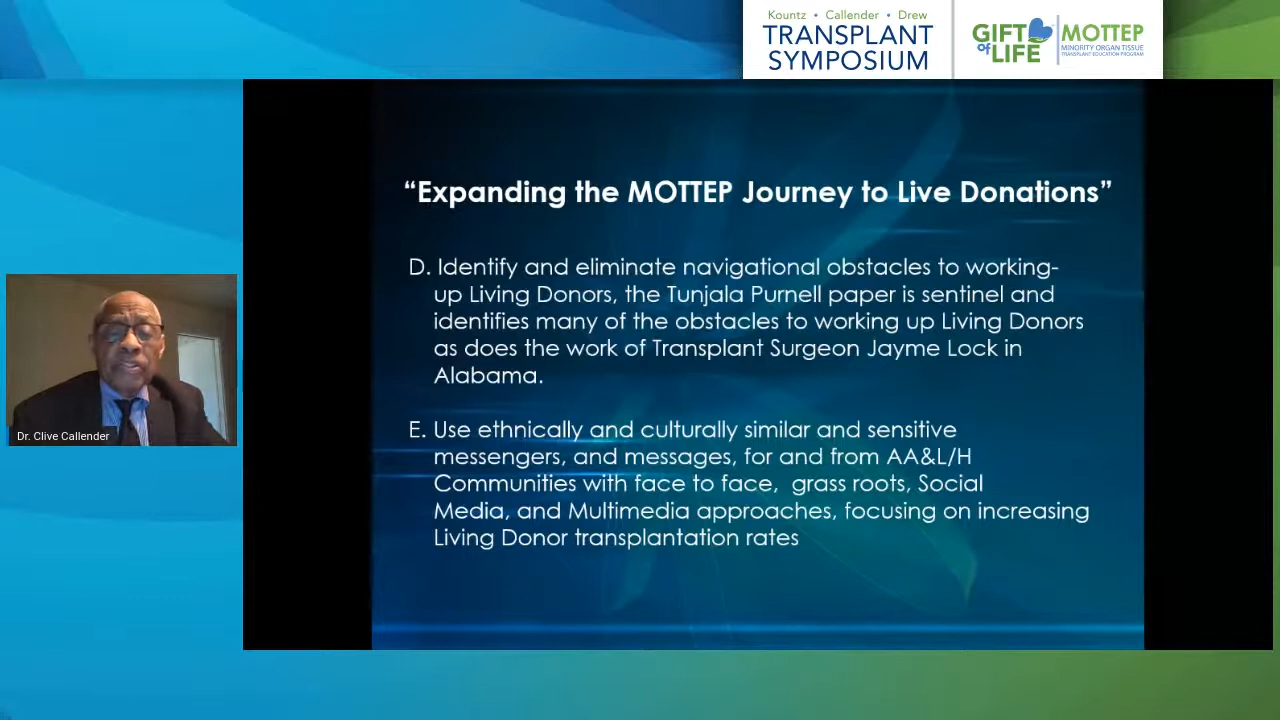 Kountz • Callender • Drew
TRANSPLANT
SYMPOSIUM
GIFT
of LIFE
MOTTEP
MINORITY ORGAN TISSUE
TRANSPLANT EDUCATION PROGRAM
“Expanding the MOTTEP Journey to Live Donations”
D. Identify and eliminate navigational obstacles to working-
up Living Donors, the Tunjala Purnell paper is sentinel and
identifies many of the obstacles to working up Living Donors
as does the work of Transplant Surgeon Jayme Lock in
Alabama.
E. Use ethnically and culturally similar and sensitive
messengers, and messages, for and from AA&L/H
Communities with face to face, grass roots, Social
Media, and Multimedia approaches, focusing on increasing
Living Donor transplantation rates
Dr. Clive Callender